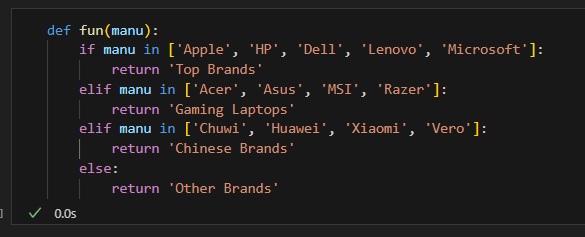 def fun(manu):
    if manu in ['Apple', 'HP', 'Dell', 'Lenovo', 'Microsoft']:
        return 'Top Brands'
    elif manu in ['Acer', 'Asus', 'MSI', 'Razer']:
        return 'Gaming Laptops'
    elif manu in ['Chuwi', 'Huawei', 'Xiaomi', 'Vero']:
        return 'Chinese Brands'
    else:
        return 'Other Brands'
] ✓ 0.0s